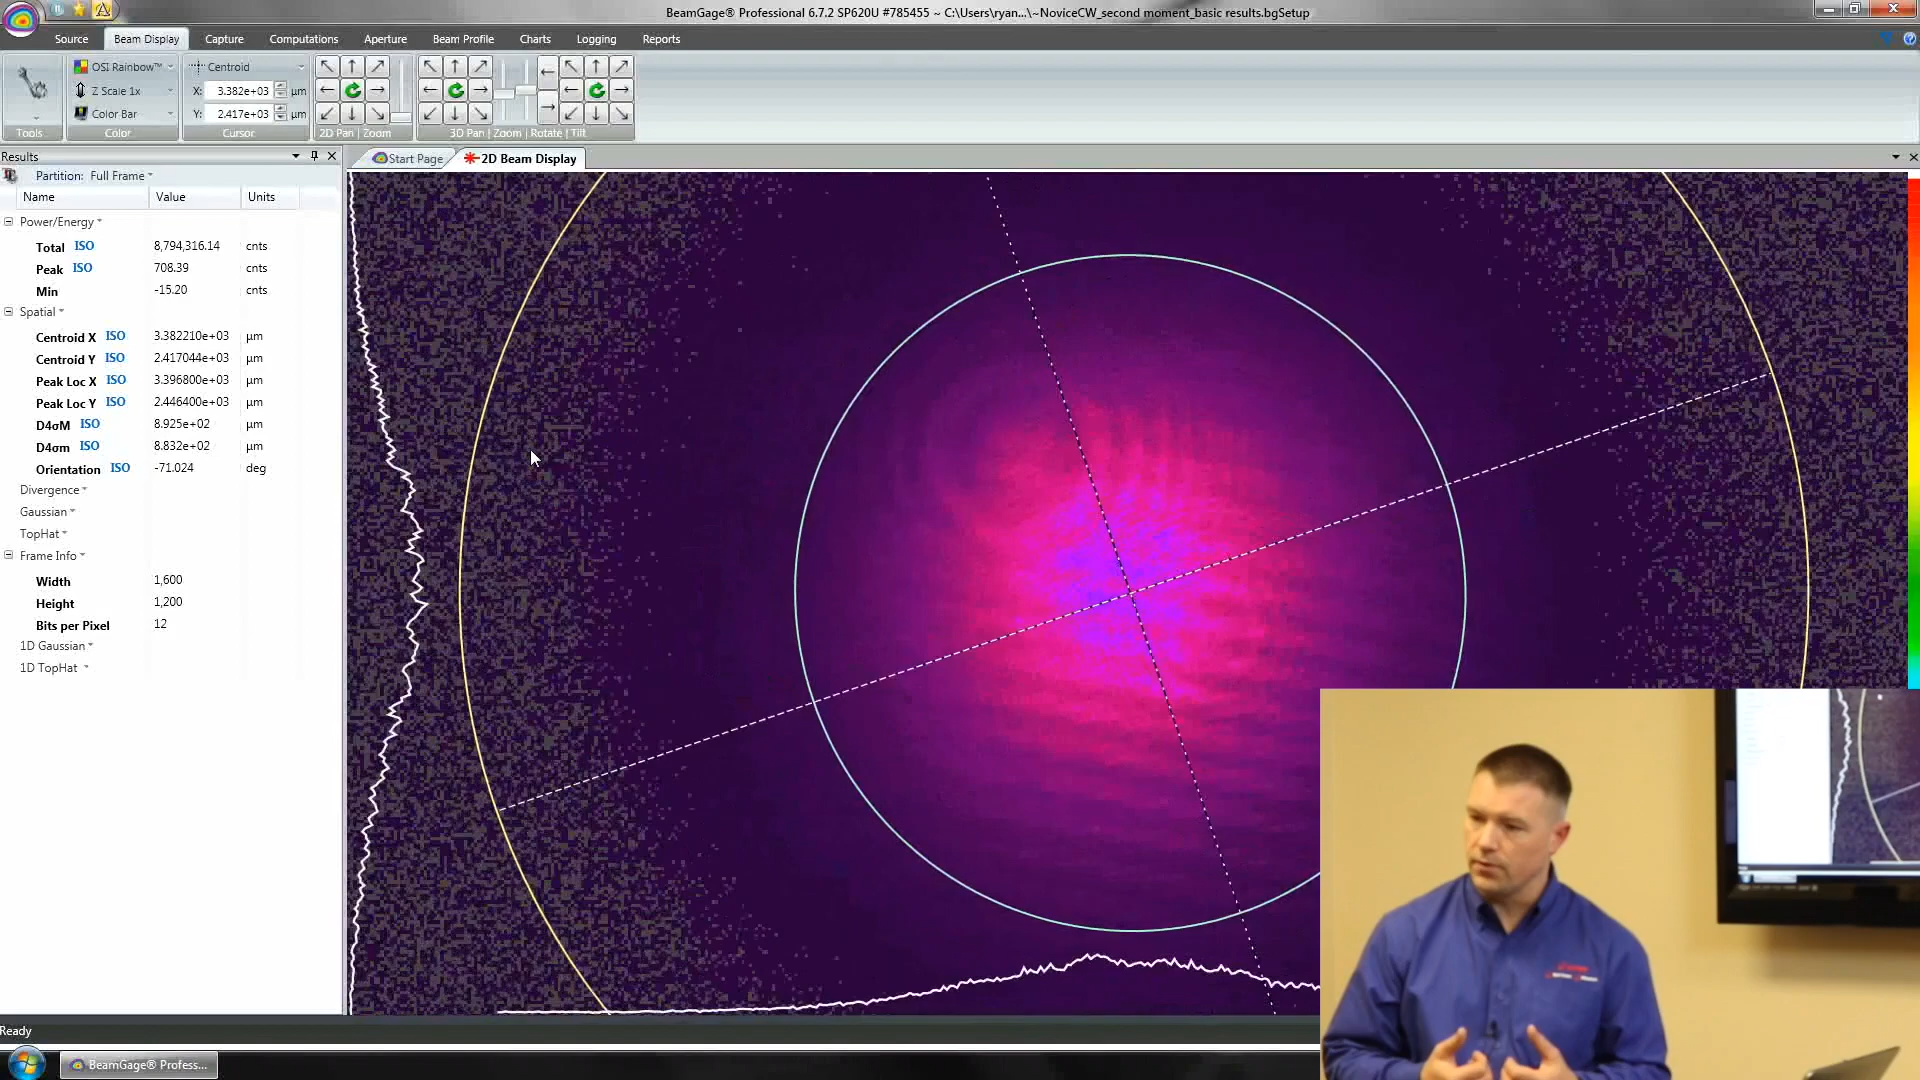 BeamGage® Professional 6.7.2 SP620U #785455 ~ C:\Users\ryan...\~NoviceCW_second moment_basic results.bgSetup
Source Beam Display Capture Computations Aperture Beam Profile Charts Logging Reports
OSI Rainbow™ Centroid
Z Scale 1x X: 3.382e+03 µm
Color Bar Y: 2.417e+03 µm
Tools Color Cursor 2D Pan | Zoom 3D Pan | Zoom | Rotate | Tilt
Results
Start Page 2D Beam Display
Partition: Full Frame
Name Value Units
Power/Energy
Total ISO 8,794,316.14 cnts
Peak ISO 708.39 cnts
Min -15.20 cnts
Spatial
Centroid X ISO 3.382210e+03 µm
Centroid Y ISO 2.417044e+03 µm
Peak Loc X ISO 3.396800e+03 µm
Peak Loc Y ISO 2.446400e+03 µm
D4σM ISO 8.925e+02 µm
D4σm ISO 8.832e+02 µm
Orientation ISO -71.024 deg
Divergence
Gaussian
TopHat
Frame Info
Width 1,600
Height 1,200
Bits per Pixel 12
1D Gaussian
1D TopHat
Ready
BeamGage® Profess...